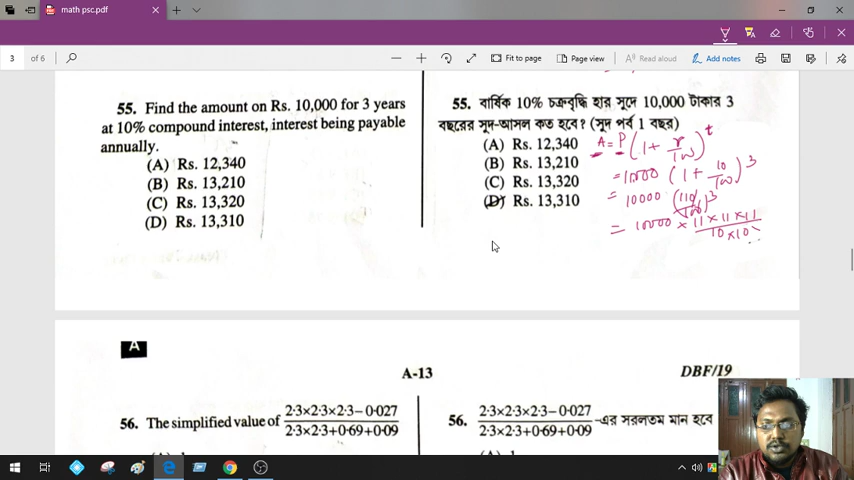 math psc.pdf
3 of 6
Fit to page
Page view
Read aloud
Add notes
55. Find the amount on Rs. 10,000 for 3 years
at 10% compound interest, interest being payable
annually.
(A) Rs. 12,340
(B) Rs. 13,210
(C) Rs. 13,320
(D) Rs. 13,310
55. বার্ষিক 10% চক্রবৃদ্ধি হার সুদে 10,000 টাকার 3
বছরের সুদ-আসল কত হবে? (সুদ পর্ব 1 বছর)
(A) Rs. 12,340
(B) Rs. 13,210
(C) Rs. 13,320
(D) Rs. 13,310
A = P (1 + r/100)^t
= 10000 (1 + 10/100)^3
= 10000 (110/100)^3
= 10000 × 11 × 11 × 11
10 × 10
A
A-13
DBF/19
56. The simplified value of 2·3×2·3×2·3−0·027
2·3×2·3+0·69+0·09
56. 2·3×2·3×2·3−0·027 -এর সরলতম মান হবে
2·3×2·3+0·69+0·09
ENG